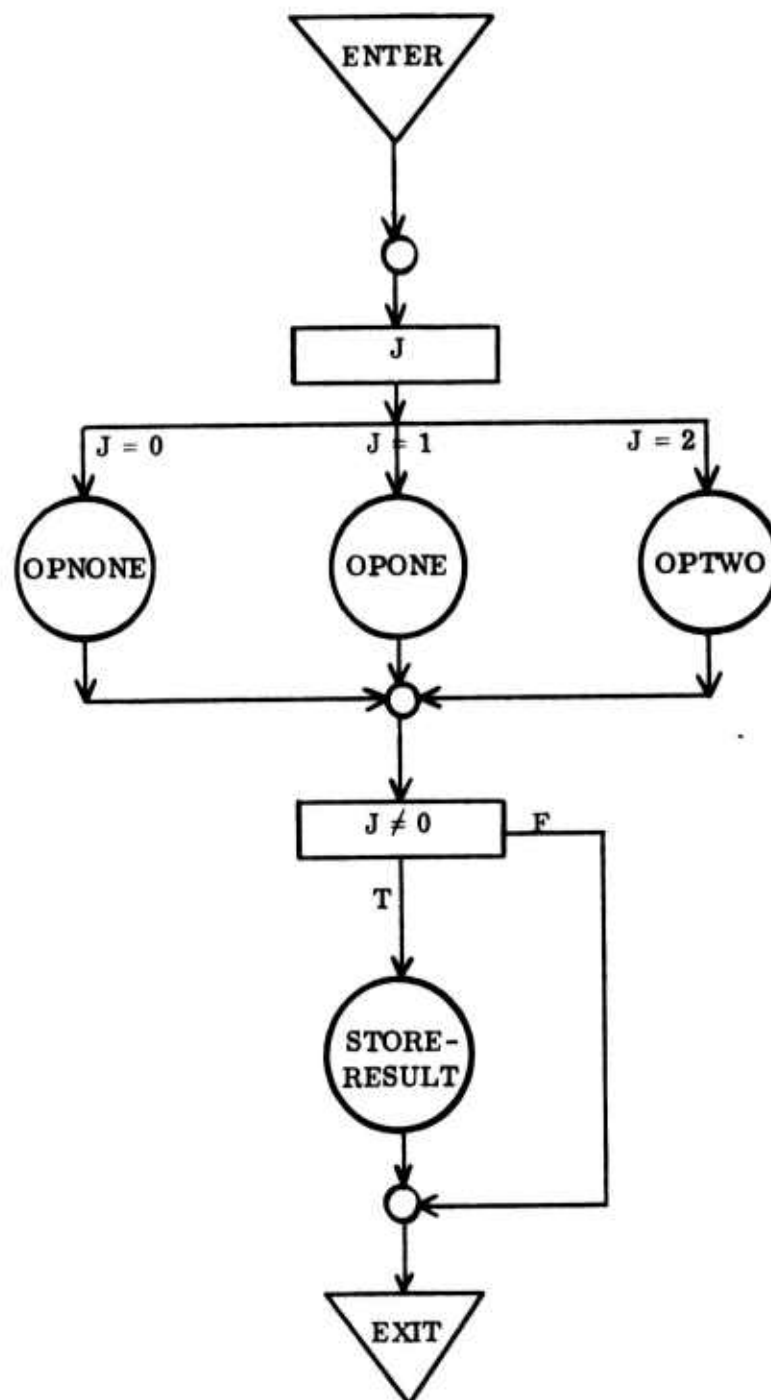 ENTER
J
J = 0
J = 1
J = 2
OPNONE
OPONE
OPTWO
J ≠ 0
F
T
STORE-
RESULT
EXIT